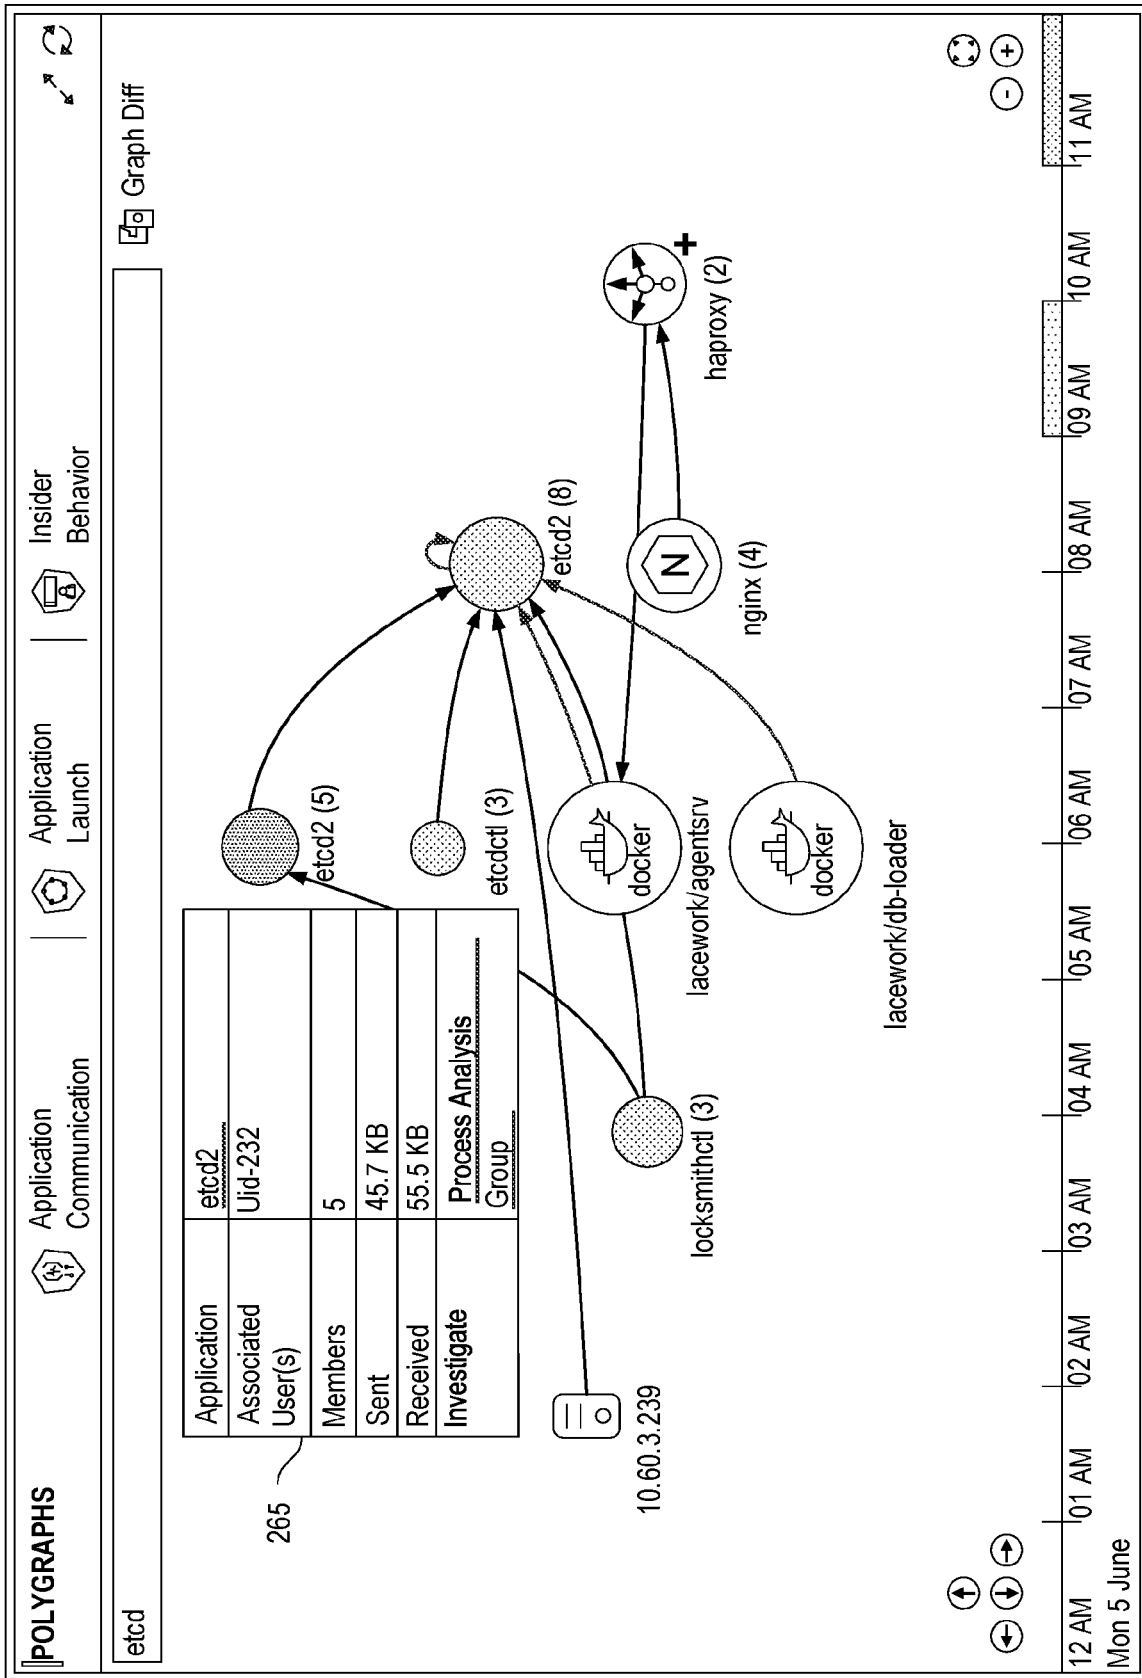 POLYGRAPHS
Application
Communication
Application
Launch
Insider
Behavior
etcd
Graph Diff
265
Application etcd2
Associated
User(s) Uid-232
Members 5
Sent 45.7 KB
Received 55.5 KB
Investigate Process Analysis
Group
etcd2 (5)
etcdctl (3)
etcd2 (8)
10.60.3.239
locksmithctl (3)
docker
lacework/agentsrv
docker
lacework/db-loader
N
nginx (4)
haproxy (2)
+
- +
12 AM 01 AM 02 AM 03 AM 04 AM 05 AM 06 AM 07 AM 08 AM 09 AM 10 AM 11 AM
Mon 5 June